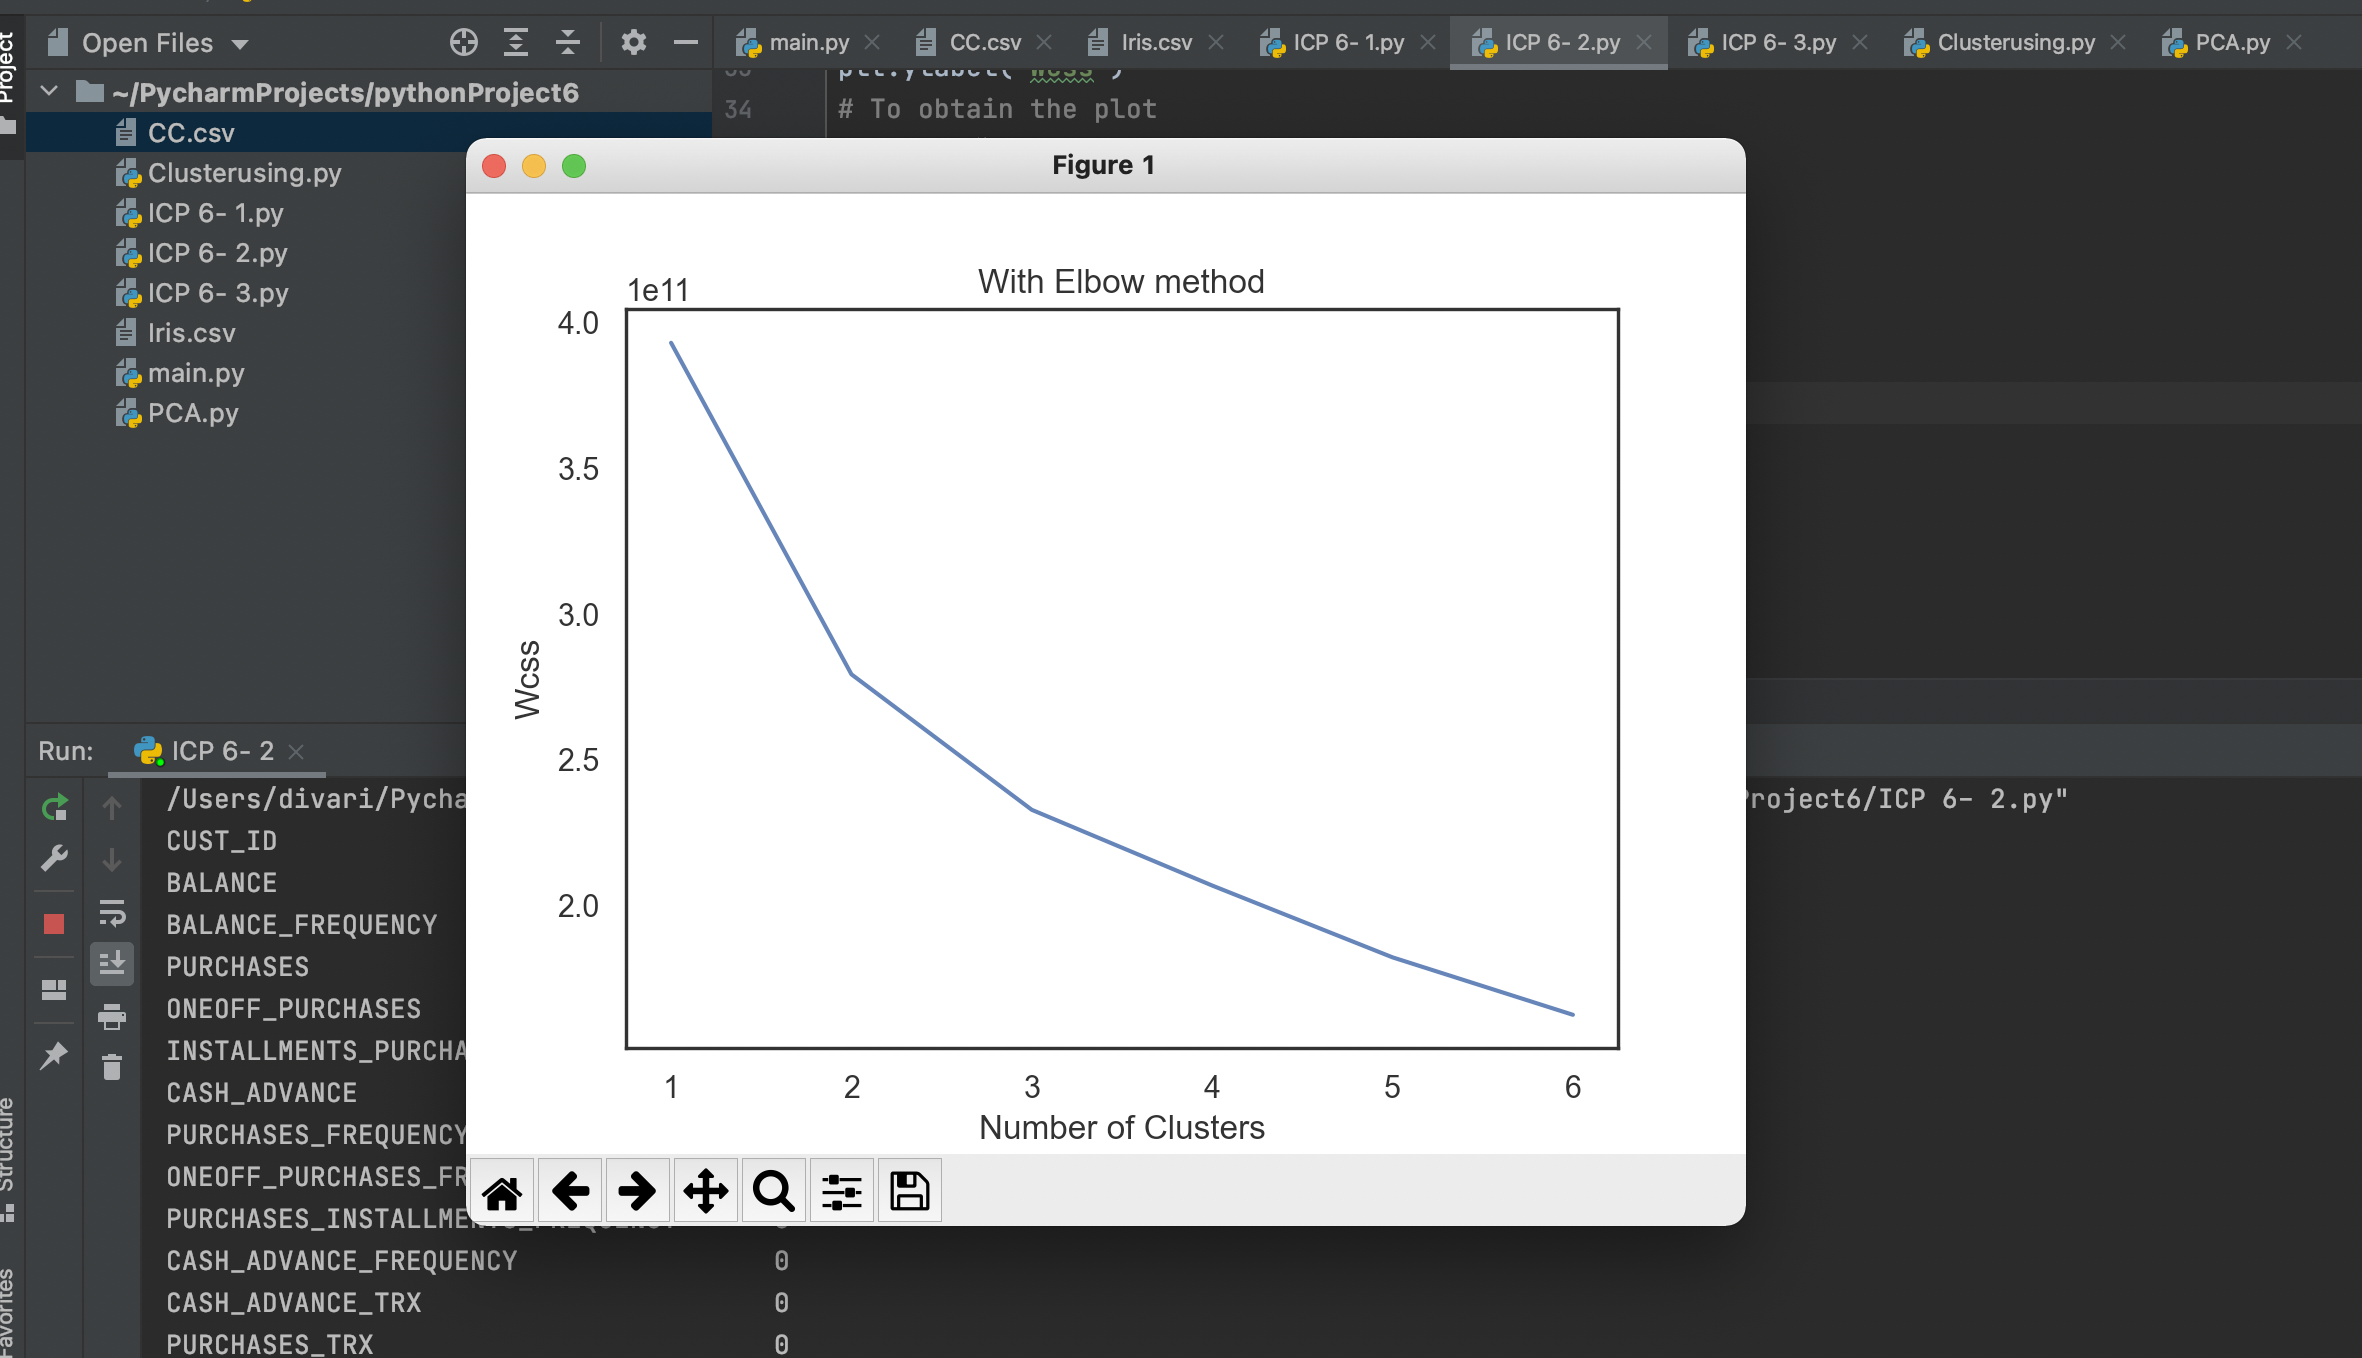 Project
Open Files
main.py
CC.csv
Iris.csv
ICP 6- 1.py
ICP 6- 2.py
ICP 6- 3.py
Clusterusing.py
PCA.py
~/PycharmProjects/pythonProject6
CC.csv
Clusterusing.py
ICP 6- 1.py
ICP 6- 2.py
ICP 6- 3.py
Iris.csv
main.py
PCA.py
34 # To obtain the plot
Figure 1
With Elbow method
1e11
4.0
3.5
3.0
2.5
2.0
Wcss
1 2 3 4 5 6
Number of Clusters
Run: ICP 6- 2
/Users/divari/Pycha
roject6/ICP 6- 2.py"
CUST_ID
BALANCE
BALANCE_FREQUENCY
PURCHASES
ONEOFF_PURCHASES
INSTALLMENTS_PURCHA
CASH_ADVANCE
PURCHASES_FREQUENCY
ONEOFF_PURCHASES_FR
PURCHASES_INSTALLMENTS_FREQUENCY
CASH_ADVANCE_FREQUENCY 0
CASH_ADVANCE_TRX 0
PURCHASES_TRX 0
Structure
Favorites